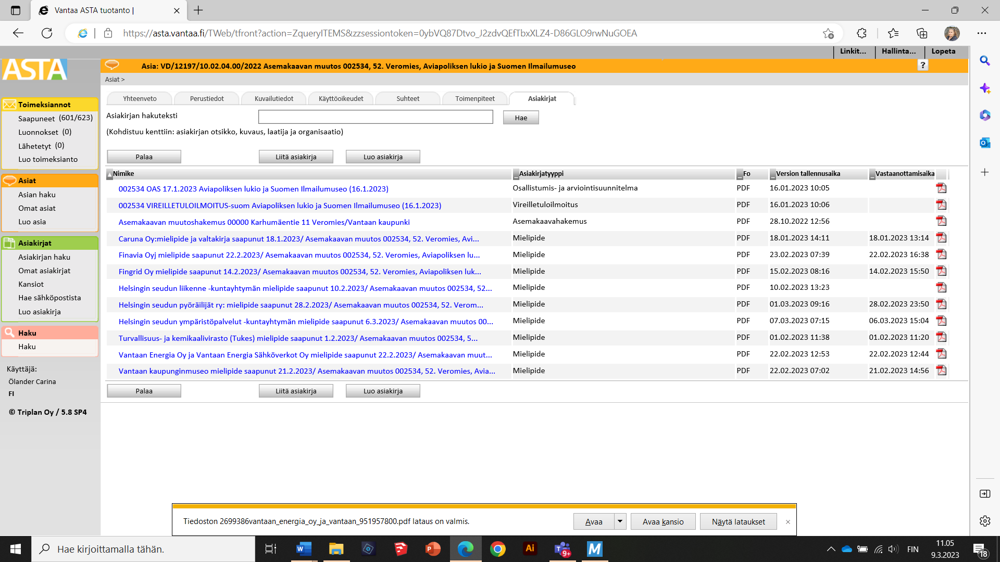 Vantaa ASTA tuotanto |
https://asta.vantaa.fi/TWeb/tfront?action=ZqueryITEMS&zzsessiontoken=0ybVQ87Dtvo_J2zdvQEfTbxXLZ4-D86GLO9rwNuGOEA
Linkit... Hallinta... Lopeta
ASTA
Asia: VD/12197/10.02.04.00/2022 Asemakaavan muutos 002534, 52. Veromies, Aviapoliksen lukio ja Suomen Ilmailumuseo
?
Asiat >
Yhteenveto Perustiedot Kuvailutiedot Käyttöoikeudet Suhteet Toimenpiteet Asiakirjat
Toimeksiannot
Saapuneet (601/623)
Luonnokset (0)
Lähetetyt (0)
Luo toimeksianto
Asiat
Asian haku
Omat asiat
Luo asia
Asiakirjat
Asiakirjan haku
Omat asiakirjat
Kansiot
Hae sähköpostista
Luo asiakirja
Haku
Haku
Käyttäjä:
Ölander Carina
FI
© Triplan Oy / 5.8 SP4
Asiakirjan hakuteksti
Hae
(Kohdistuu kenttiin: asiakirjan otsikko, kuvaus, laatija ja organisaatio)
Palaa Liitä asiakirja Luo asiakirja
Nimike Asiakirjatyyppi Fo Version tallennusaika Vastaanottamisaika
002534 OAS 17.1.2023 Aviapoliksen lukio ja Suomen Ilmailumuseo (16.1.2023) Osallistumis- ja arviointisuunnitelma PDF 16.01.2023 10:05
002534 VIREILLETULOILMOITUS-suom Aviapoliksen lukio ja Suomen Ilmailumuseo (16.1.2023) Vireilletuloilmoitus PDF 16.01.2023 10:06
Asemakaavan muutoshakemus 00000 Karhumäentie 11 Veromies/Vantaan kaupunki Asemakaavahakemus PDF 28.10.2022 12:56
Caruna Oy:mielipide ja valtakirja saapunut 18.1.2023/ Asemakaavan muutos 002534, 52. Veromies, Avi... Mielipide PDF 18.01.2023 14:11 18.01.2023 13:14
Finavia Oyj mielipide saapunut 22.2.2023/ Asemakaavan muutos 002534, 52. Veromies, Aviapoliksen lu... Mielipide PDF 23.02.2023 07:39 22.02.2023 16:38
Fingrid Oy mielipide saapunut 14.2.2023/ Asemakaavan muutos 002534, 52. Veromies, Aviapoliksen luk... Mielipide PDF 15.02.2023 08:16 14.02.2023 15:50
Helsingin seudun liikenne -kuntayhtymän mielipide saapunut 10.2.2023/ Asemakaavan muutos 002534, 52... Mielipide PDF 10.02.2023 13:23
Helsingin seudun pyöräilijät ry: mielipide saapunut 28.2.2023/ Asemakaavan muutos 002534, 52. Verom... Mielipide PDF 01.03.2023 09:16 28.02.2023 23:50
Helsingin seudun ympäristöpalvelut -kuntayhtymän mielipide saapunut 6.3.2023/ Asemakaavan muutos 00... Mielipide PDF 07.03.2023 07:15 06.03.2023 15:04
Turvallisuus- ja kemikaalivirasto (Tukes) mielipide saapunut 1.2.2023/ Asemakaavan muutos 002534, 5... Mielipide PDF 01.02.2023 11:38 01.02.2023 11:20
Vantaan Energia Oy ja Vantaan Energia Sähköverkot Oy mielipide saapunut 22.2.2023/ Asemakaavan muut... Mielipide PDF 22.02.2023 12:53 22.02.2023 12:44
Vantaan kaupunginmuseo mielipide saapunut 21.2.2023/ Asemakaavan muutos 002534, 52. Veromies, Avia... Mielipide PDF 22.02.2023 07:02 21.02.2023 14:56
Palaa Liitä asiakirja Luo asiakirja
Tiedoston 2699386vantaan_energia_oy_ja_vantaan_951957800.pdf lataus on valmis. Avaa Avaa kansio Näytä lataukset ×
Hae kirjoittamalla tähän.
FIN
11.05
9.3.2023
18
9+